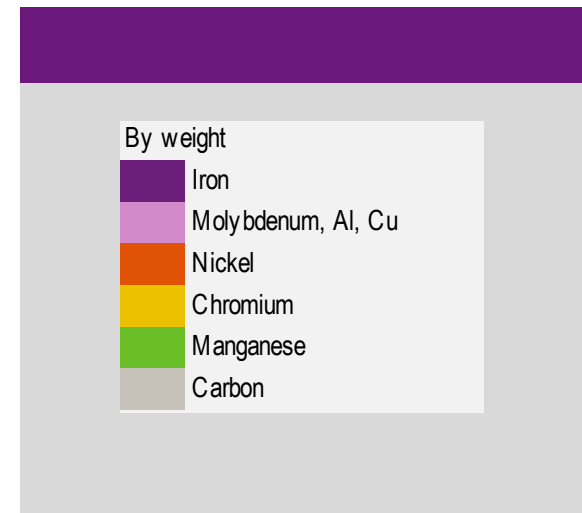 By weight
Iron
Molybdenum, Al, Cu
Nickel
Chromium
Manganese
Carbon